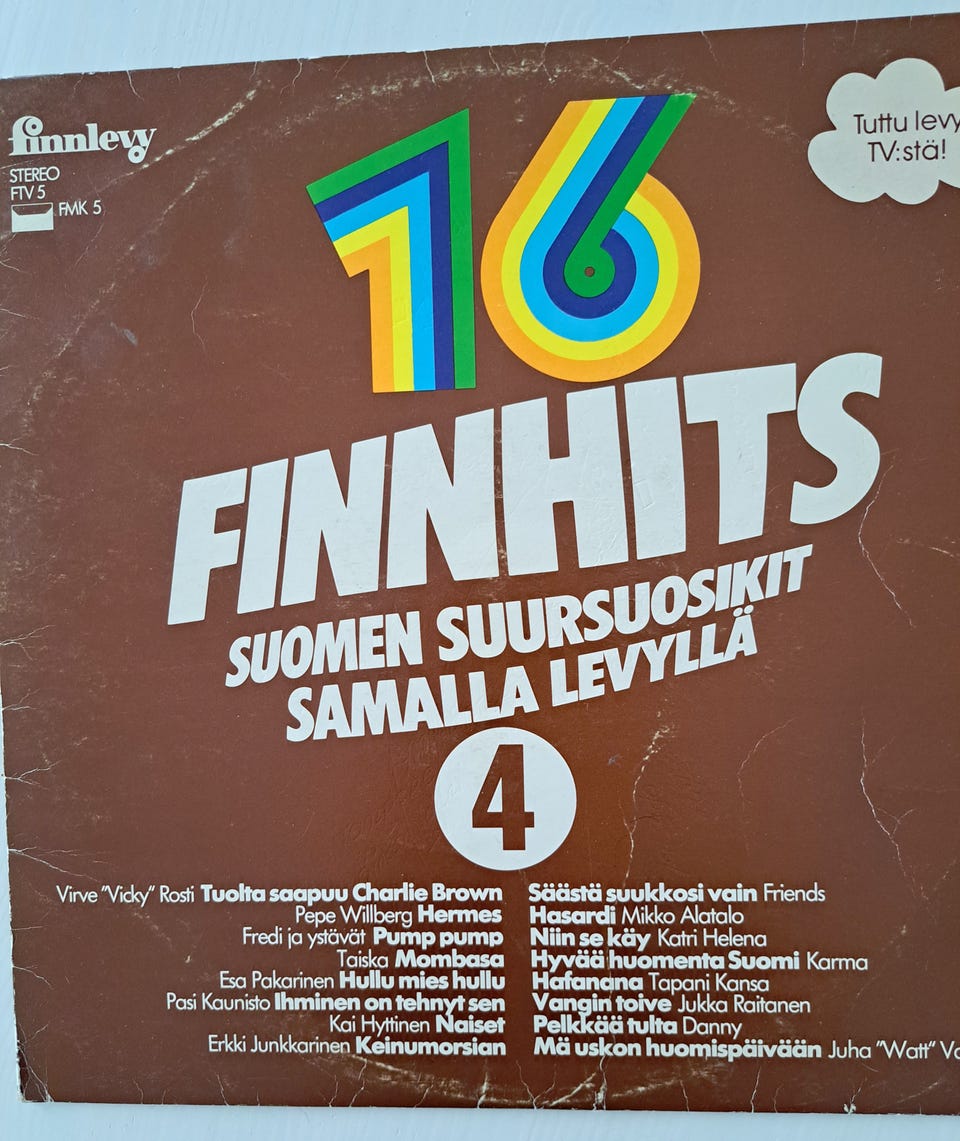 finnlevy
STEREO
FTV 5
FMK 5
Tuttu levy
TV:stä!
16
FINNHITS
SUOMEN SUURSUOSIKIT
SAMALLA LEVYLLÄ
4
Virve "Vicky" Rosti Tuolta saapuu Charlie Brown
Pepe Willberg Hermes
Fredi ja ystävät Pump pump
Taiska Mombasa
Esa Pakarinen Hullu mies hullu
Pasi Kaunisto Ihminen on tehnyt sen
Kai Hyttinen Naiset
Erkki Junkkarinen Keinumorsian
Säästä suukkosi vain Friends
Hasardi Mikko Alatalo
Niin se käy Katri Helena
Hyvää huomenta Suomi Karma
Hafanana Tapani Kansa
Vangin toive Jukka Raitanen
Pelkkää tulta Danny
Mä uskon huomispäivään Juha "Watt"